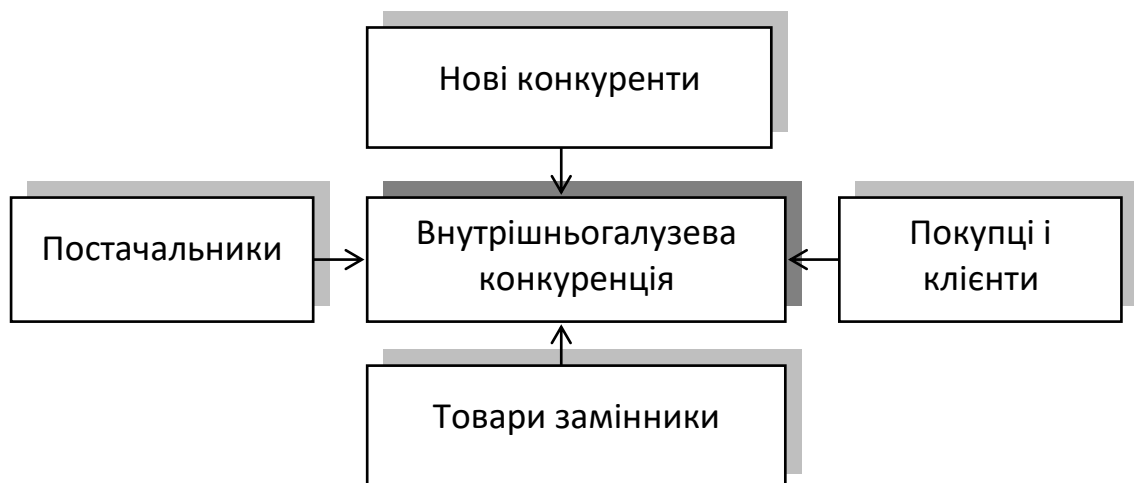 Нові конкуренти
Постачальники
Внутрішньогалузева
конкуренція
Покупці і
клієнти
Товари замінники